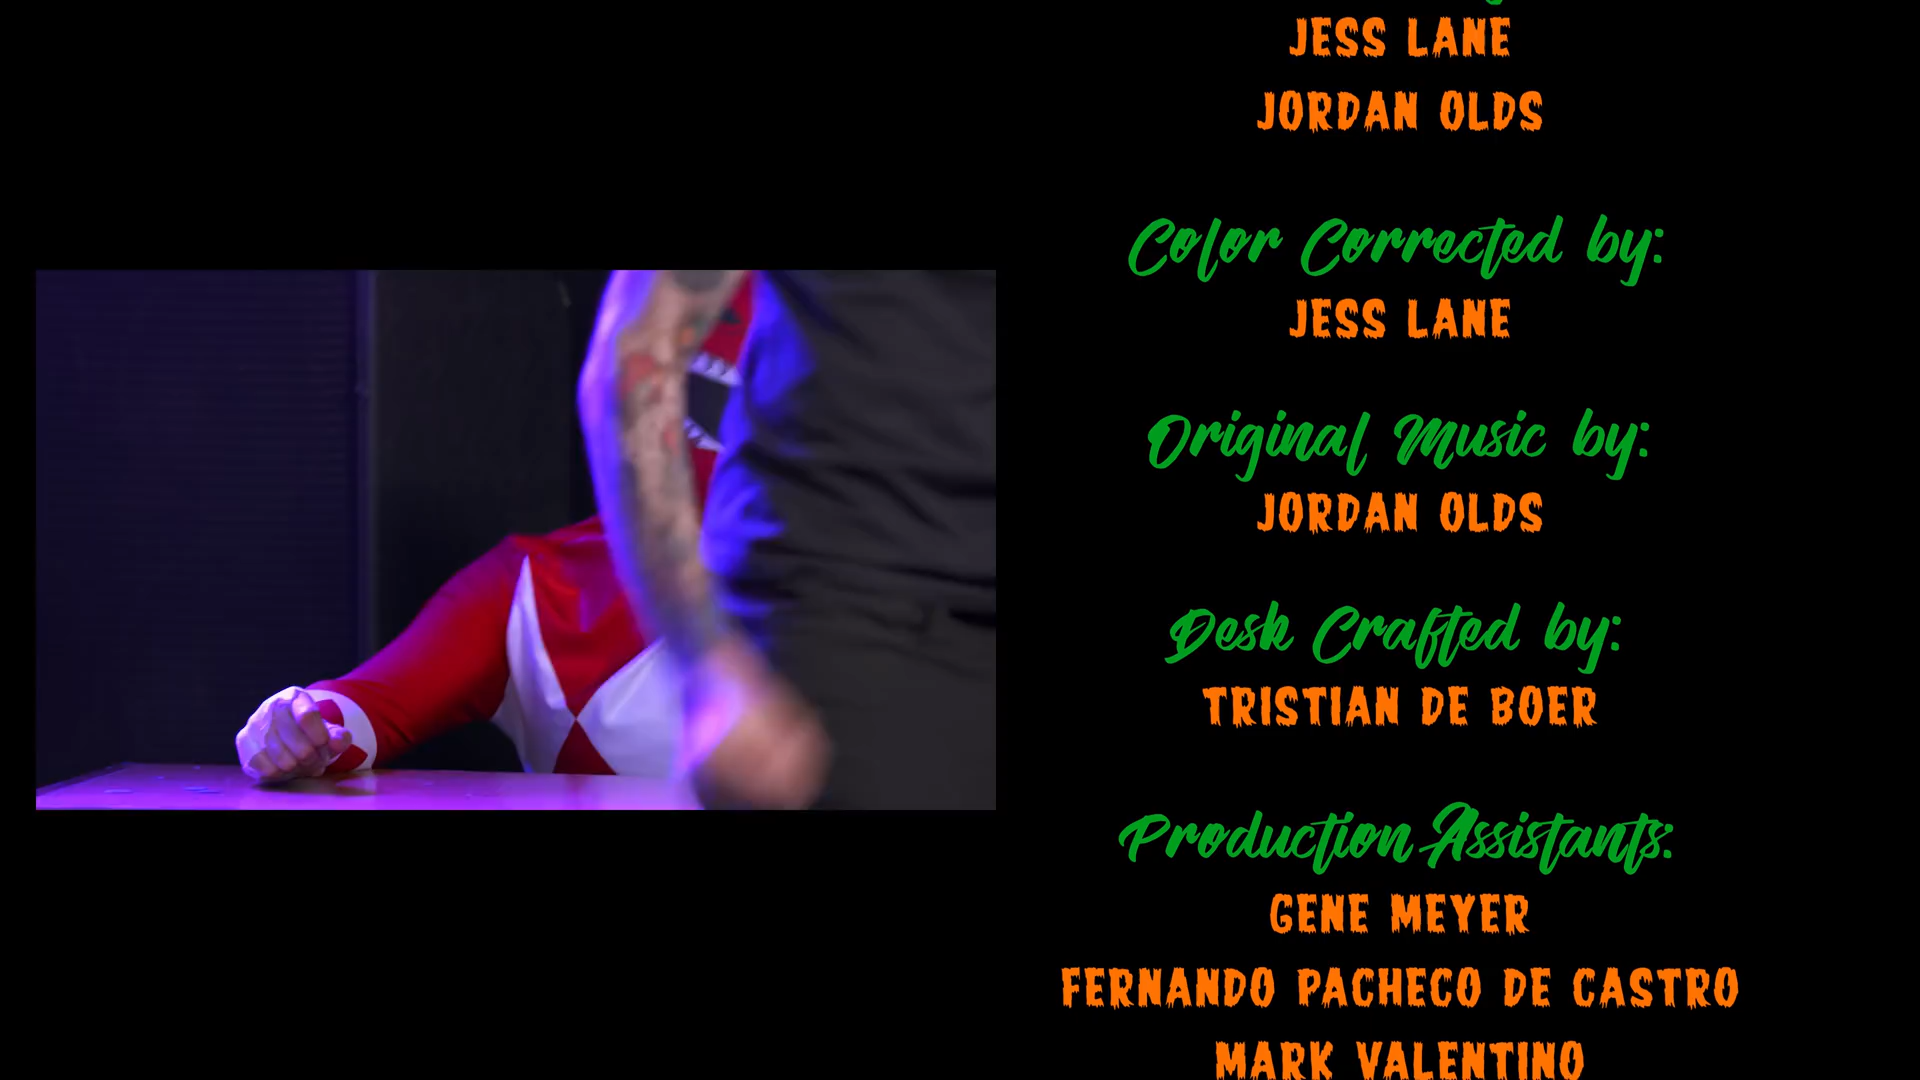 JESS LANE
JORDAN OLDS
Color Corrected by:
JESS LANE
Original Music by:
JORDAN OLDS
Desk Crafted by:
TRISTIAN DE BOER
Production Assistants:
GENE MEYER
FERNANDO PACHECO DE CASTRO
MARK VALENTINO